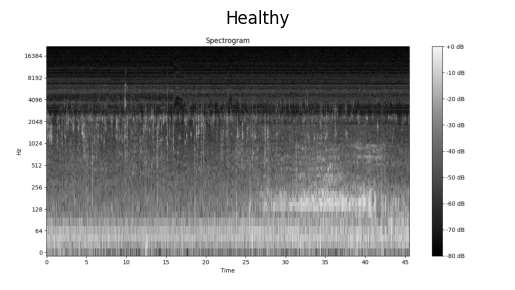 Healthy
Spectrogram
16384
8192
4096
2048
1024
512
256
128
64
0
Hz
0 5 10 15 20 25 30 35 40 45
Time
+0 dB
-10 dB
-20 dB
-30 dB
-40 dB
-50 dB
-60 dB
-70 dB
-80 dB